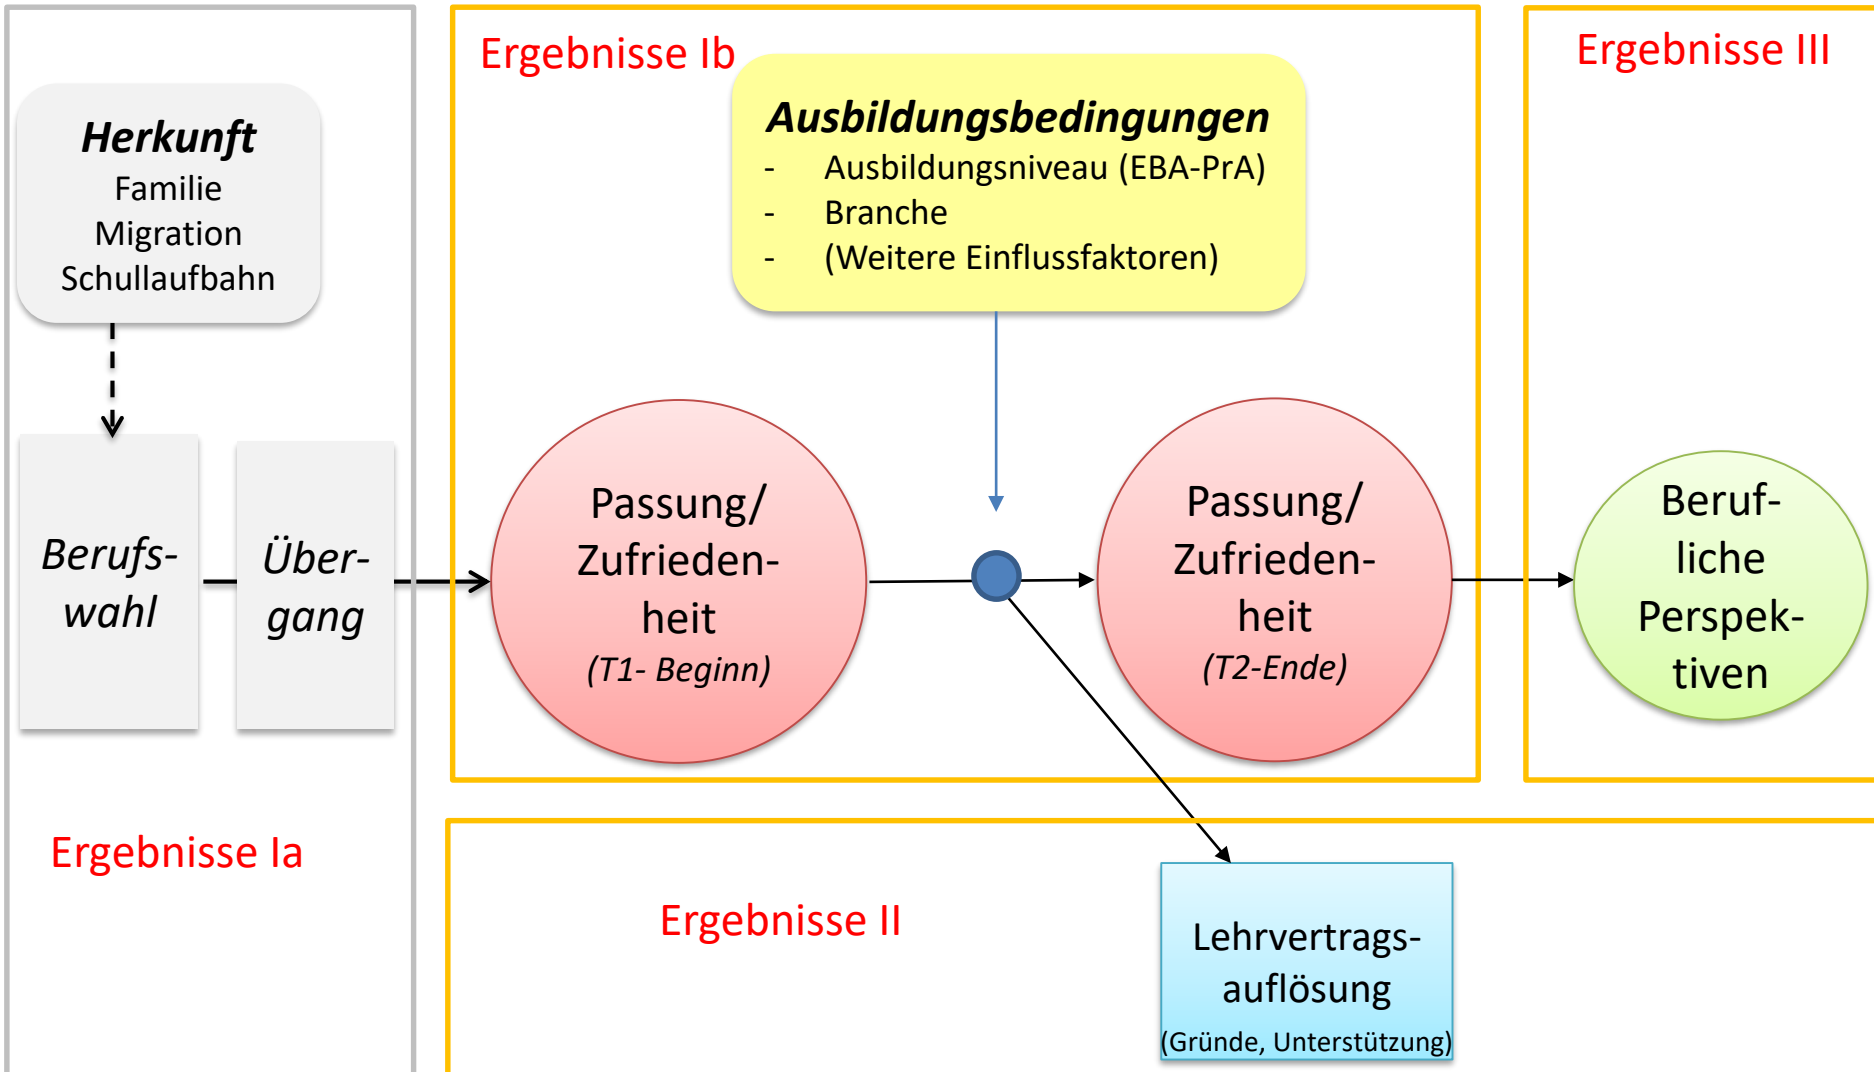 Ergebnisse Ib
Ergebnisse III
Herkunft
Familie
Migration
Schullaufbahn
Ausbildungsbedingungen
- Ausbildungsniveau (EBA-PrA)
- Branche
- (Weitere Einflussfaktoren)
Berufs-
wahl
Über-
gang
Passung/
Zufrieden-
heit
(T1- Beginn)
Passung/
Zufrieden-
heit
(T2-Ende)
Beruf-
liche
Perspek-
tiven
Ergebnisse Ia
Ergebnisse II
Lehrvertrags-
auflösung
(Gründe, Unterstützung)